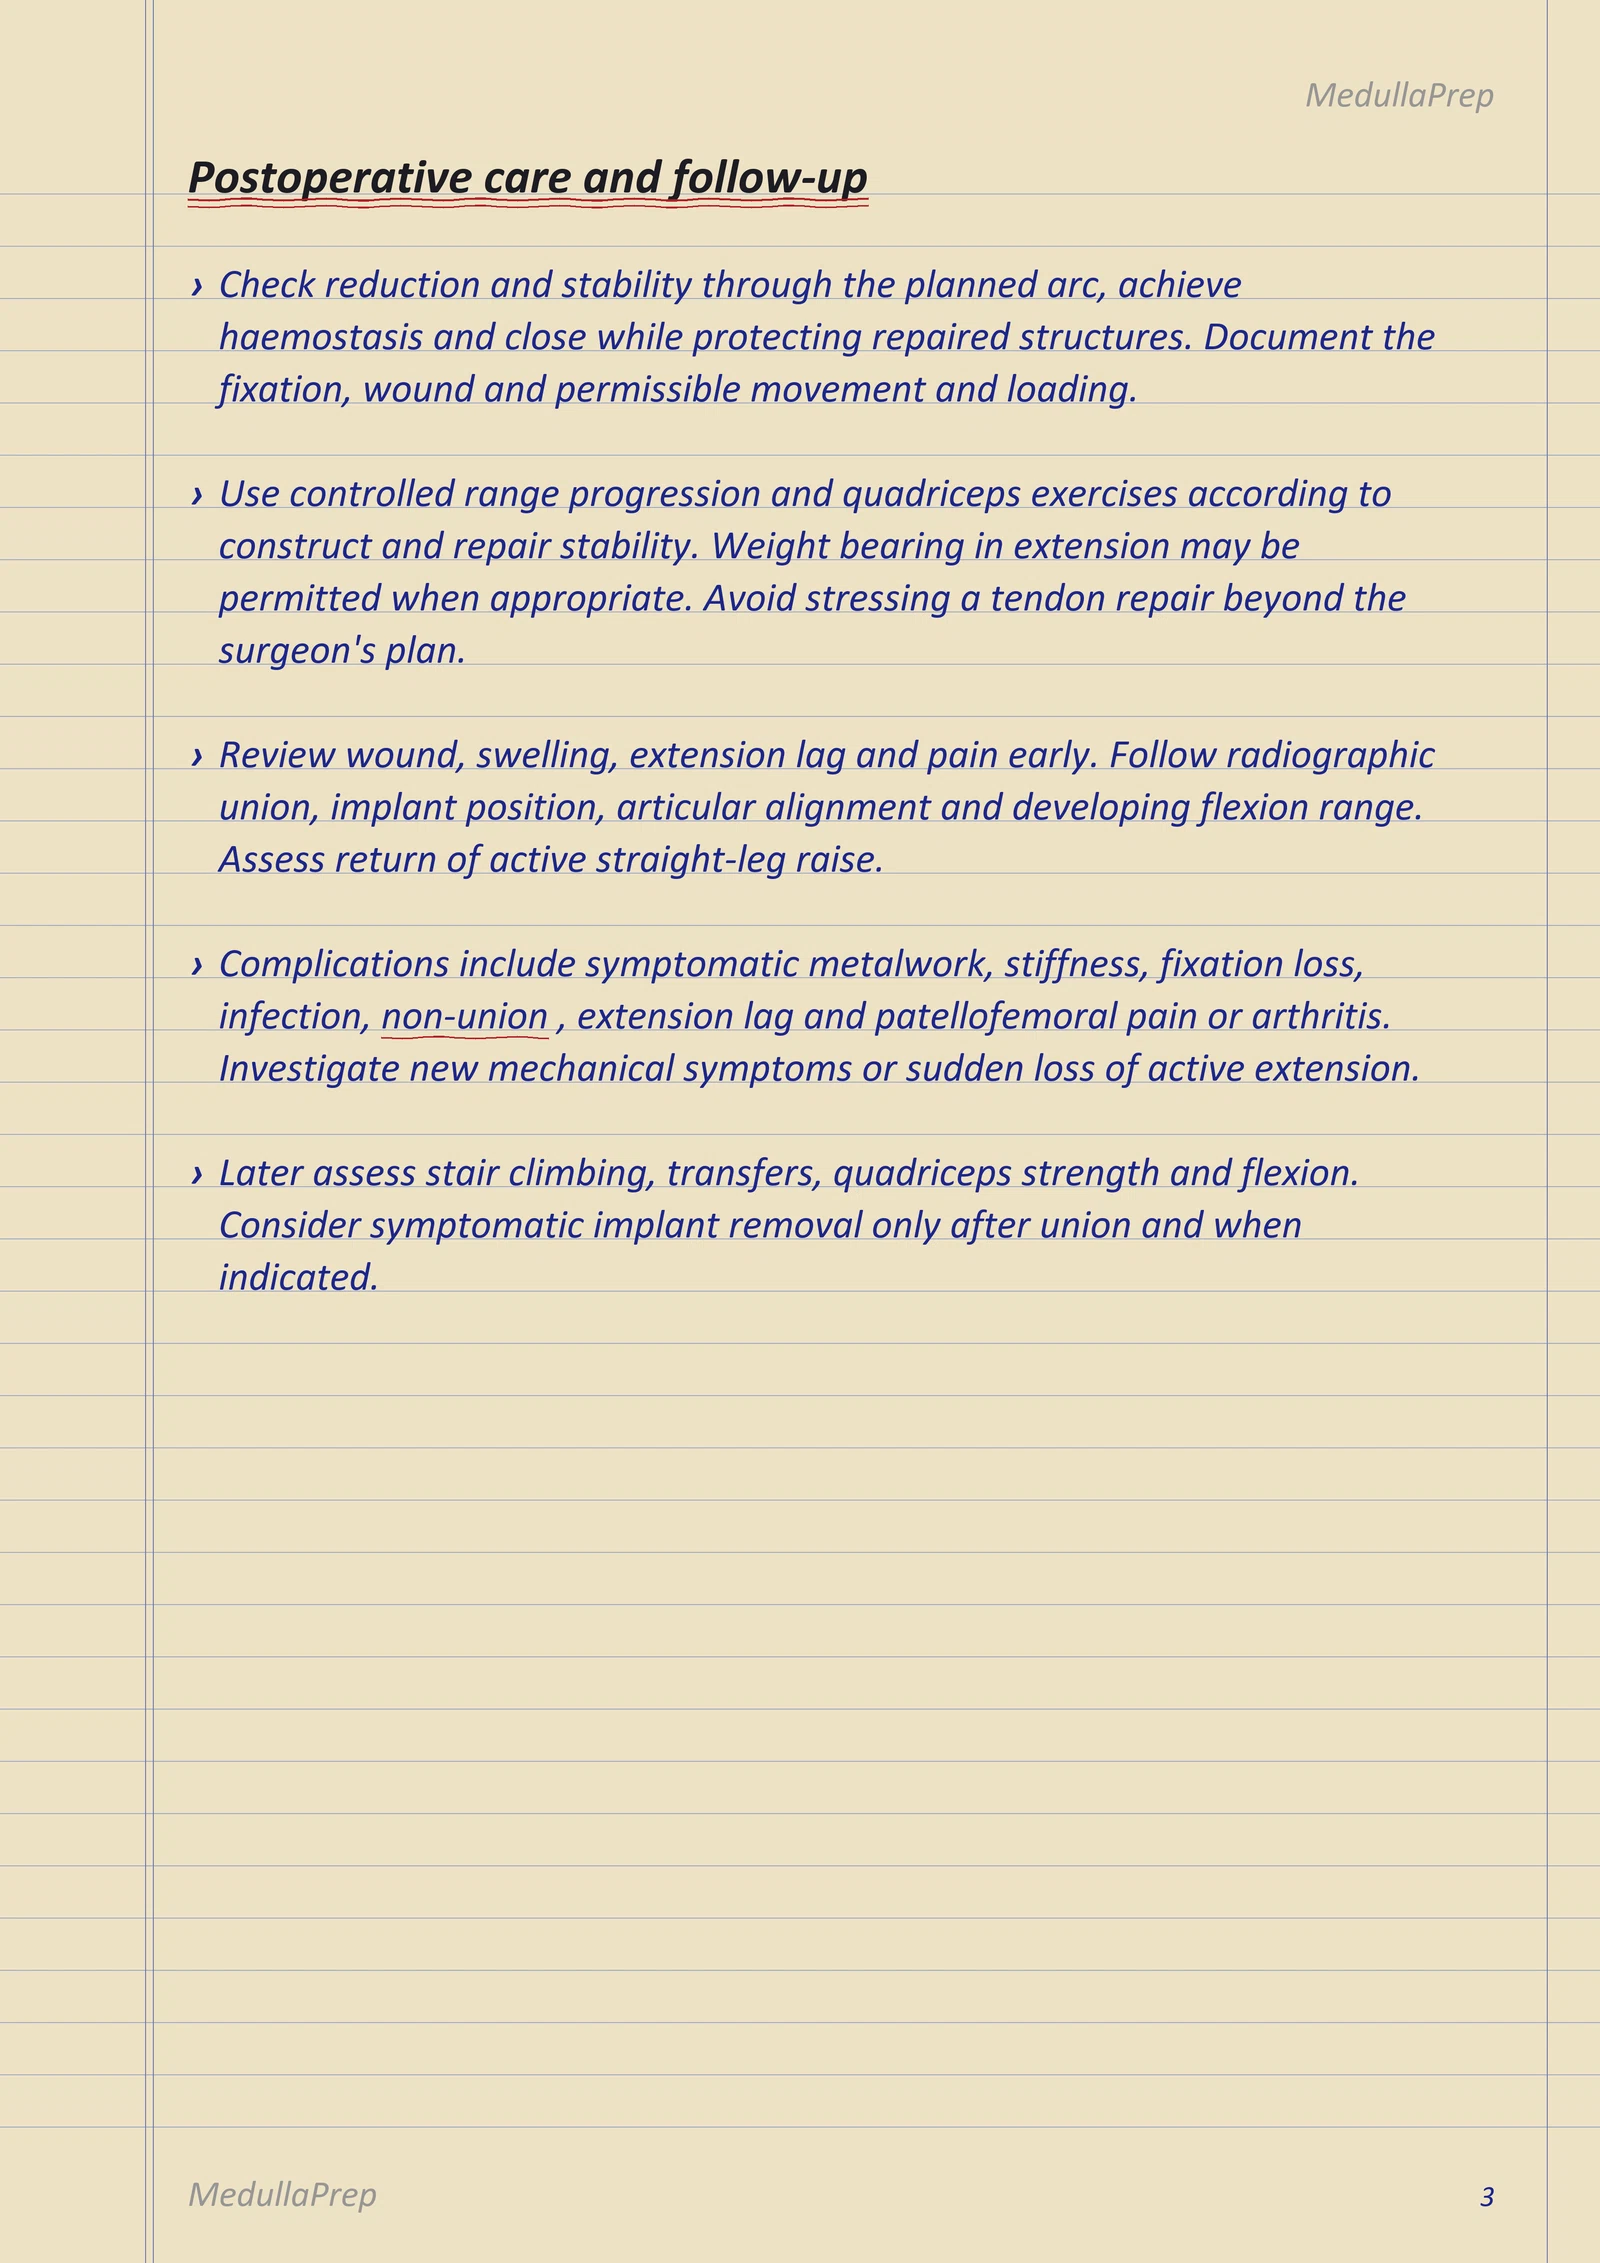 MedullaPrep
Postoperative care and follow-up
› Check reduction and stability through the planned arc, achieve
haemostasis and close while protecting repaired structures. Document the
fixation, wound and permissible movement and loading.
› Use controlled range progression and quadriceps exercises according to
construct and repair stability. Weight bearing in extension may be
permitted when appropriate. Avoid stressing a tendon repair beyond the
surgeon's plan.
› Review wound, swelling, extension lag and pain early. Follow radiographic
union, implant position, articular alignment and developing flexion range.
Assess return of active straight-leg raise.
› Complications include symptomatic metalwork, stiffness, fixation loss,
infection, non-union , extension lag and patellofemoral pain or arthritis.
Investigate new mechanical symptoms or sudden loss of active extension.
› Later assess stair climbing, transfers, quadriceps strength and flexion.
Consider symptomatic implant removal only after union and when
indicated.
MedullaPrep
3